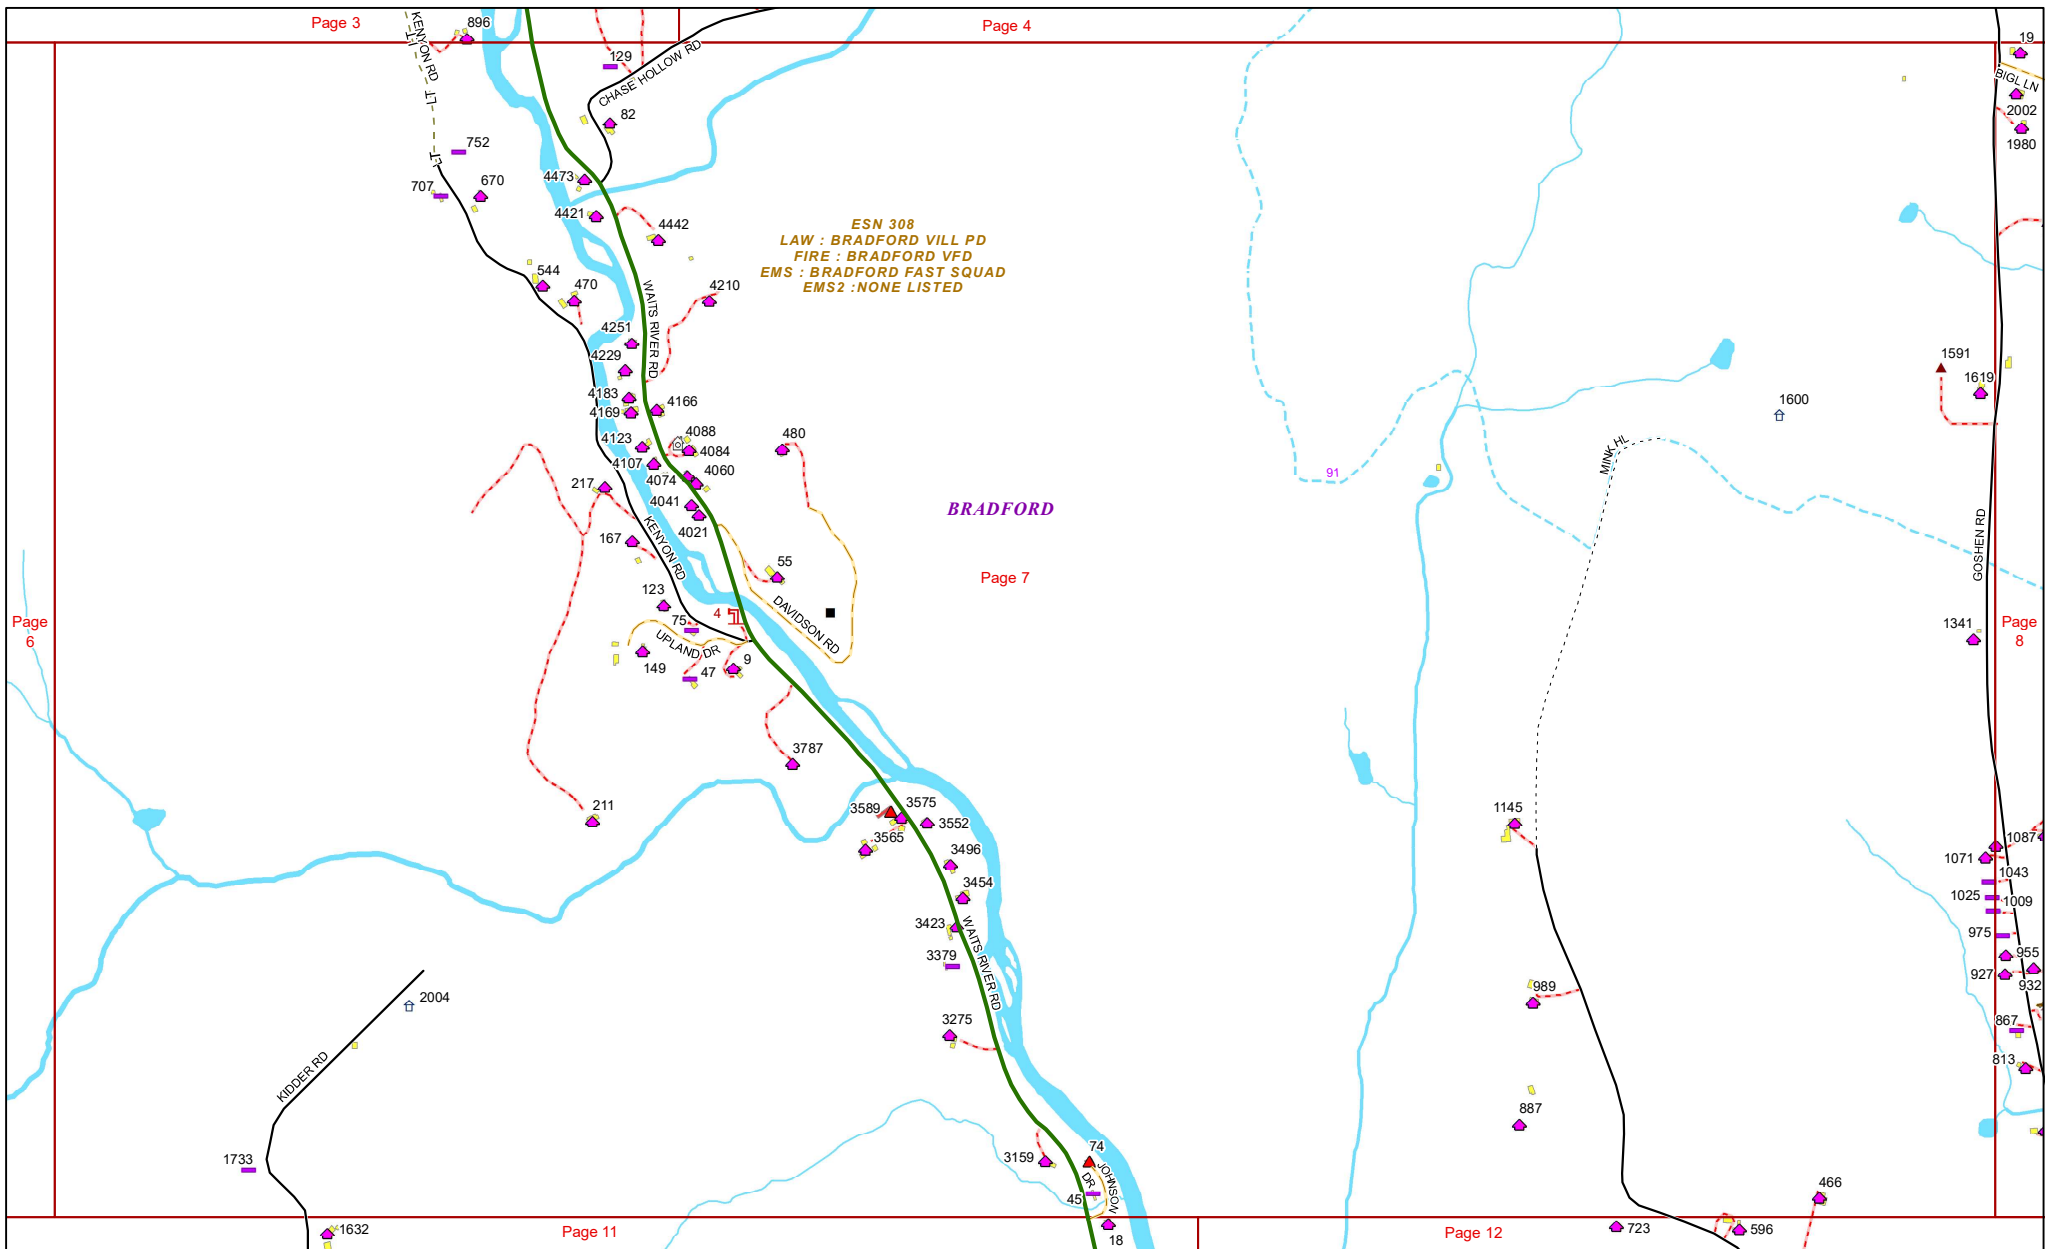 Page 3
896
Page 4
19
KENYON RD
LT
129
CHASE HOLLOW RD
BIGL LN
LT
82
2002
1980
752
LT
707
670
4473
4421
4442
ESN 308
LAW : BRADFORD VILL PD
FIRE : BRADFORD VFD
EMS : BRADFORD FAST SQUAD
EMS2 :NONE LISTED
544
470
4210
WAITS RIVER RD
4251
4229
1591
1619
4183
4169
4166
1600
4123
4088
4084
480
MINK HL
4107
4060
4074
217
91
4041
4021
BRADFORD
KENYON RD
167
GOSHEN RD
55
Page 7
123
DAVIDSON RD
4
75
UPLAND DR
Page
6
1341
Page
8
149
47
9
3787
211
3589
3575
3552
3565
1145
1087
3496
1071
3454
1043
1025
1009
3423
WAITS RIVER RD
975
3379
955
927
932
989
2004
867
3275
KIDDER RD
813
887
1733
3159
74
JOHNSON
DR
45
466
1632
Page 11
18
Page 12
723
596